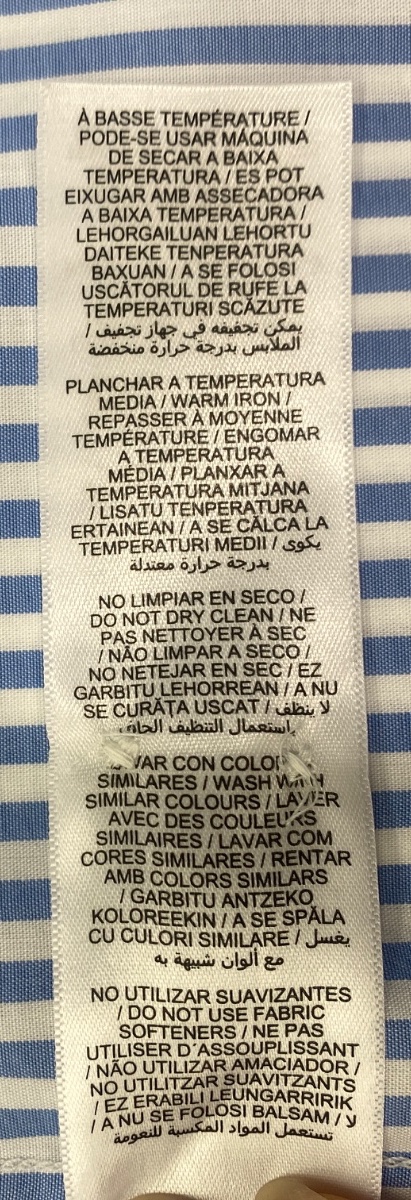 À BASSE TEMPÉRATURE /
PODE-SE USAR MÁQUINA
DE SECAR A BAIXA
TEMPERATURA / ES POT
EIXUGAR AMB ASSECADORA
A BAIXA TEMPERATURA /
LEHORGAILUAN LEHORTU
DAITEKE TENPERATURA
BAXUAN / A SE FOLOSI
USCĂTORUL DE RUFE LA
TEMPERATURI SCĂZUTE
/ يمكن تجفيفه في جهاز تجفيف
الملابس بدرجة حرارة منخفضة
PLANCHAR A TEMPERATURA
MEDIA / WARM IRON /
REPASSER À MOYENNE
TEMPÉRATURE / ENGOMAR
A TEMPERATURA
MÉDIA / PLANXAR A
TEMPERATURA MITJANA
/ LISATU TENPERATURA
ERTAINEAN / A SE CĂLCA LA
TEMPERATURI MEDII / يكوى
بدرجة حرارة معتدلة
NO LIMPIAR EN SECO /
DO NOT DRY CLEAN / NE
PAS NETTOYER À SEC
/ NÃO LIMPAR A SECO /
NO NETEJAR EN SEC / EZ
GARBITU LEHORREAN / A NU
SE CURĂȚA USCAT / لا ينظف
باستعمال التنظيف الجاف
CON
SIMILARES / WASH WITH
SIMILAR COLOURS / LAVER
AVEC DES COULEURS
SIMILAIRES / LAVAR COM
CORES SIMILARES / RENTAR
AMB COLORS SIMILARS
/ GARBITU ANTZEKO
KOLOREEKIN / A SE SPĂLA
CU CULORI SIMILARE / يغسل
مع ألوان شبيهة به
NO UTILIZAR SUAVIZANTES
/ DO NOT USE FABRIC
SOFTENERS / NE PAS
UTILISER D´ASSOUPLISSANT
/ NÃO UTILIZAR AMACIADOR /
NO UTILITZAR SUAVITZANTS
/ EZ ERABILI LEUNGARRIRIK
/ A NU SE FOLOSI BALSAM / لا
تستعمل المواد المكسبة للنعومة